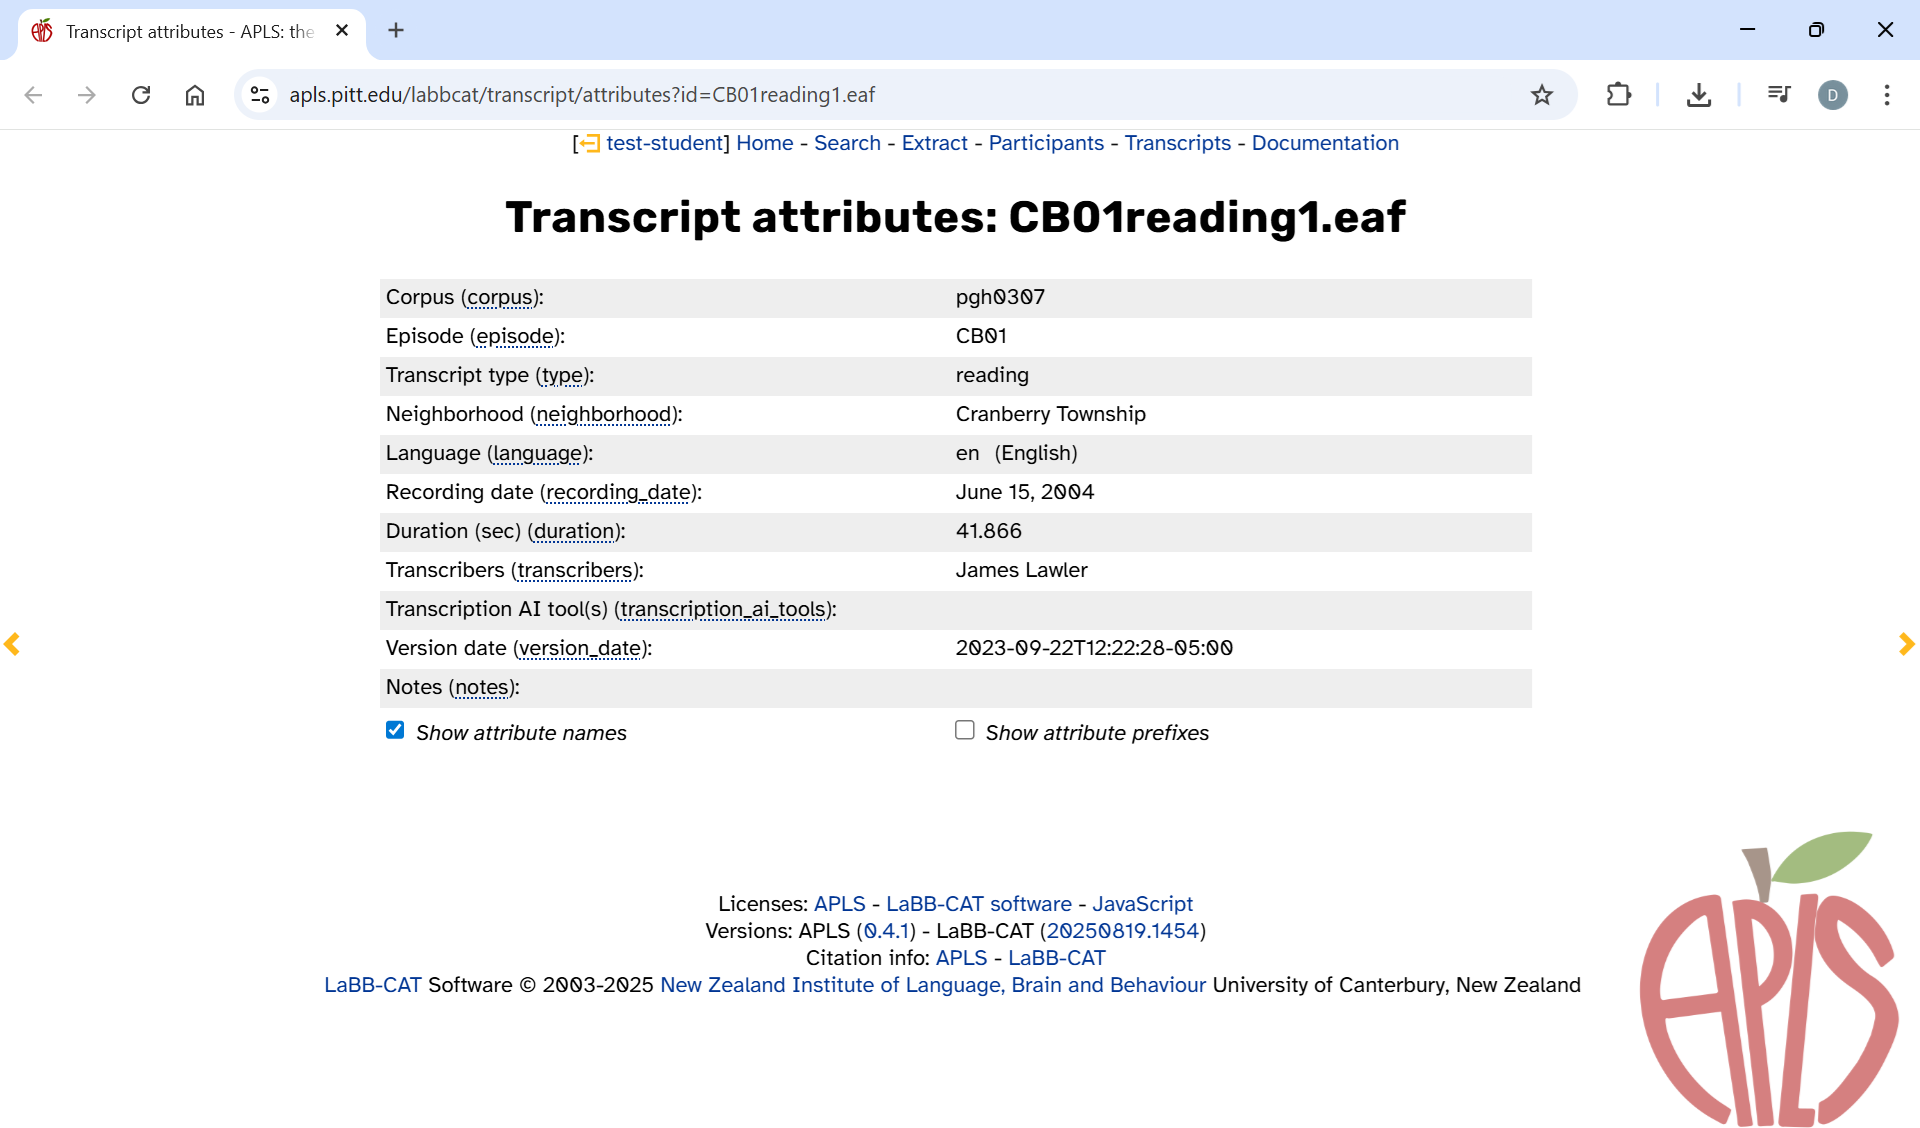 Transcript attributes - APLS: the
apls.pitt.edu/labbcat/transcript/attributes?id=CB01reading1.eaf
D
[test-student] Home - Search - Extract - Participants - Transcripts - Documentation
Transcript attributes: CB01reading1.eaf
Corpus (corpus): pgh0307
Episode (episode): CB01
Transcript type (type): reading
Neighborhood (neighborhood): Cranberry Township
Language (language): en (English)
Recording date (recording_date): June 15, 2004
Duration (sec) (duration): 41.866
Transcribers (transcribers): James Lawler
Transcription AI tool(s) (transcription_ai_tools):
Version date (version_date): 2023-09-22T12:22:28-05:00
Notes (notes):
Show attribute names Show attribute prefixes
Licenses: APLS - LaBB-CAT software - JavaScript
Versions: APLS (0.4.1) - LaBB-CAT (20250819.1454)
Citation info: APLS - LaBB-CAT
LaBB-CAT Software © 2003-2025 New Zealand Institute of Language, Brain and Behaviour University of Canterbury, New Zealand
APLS